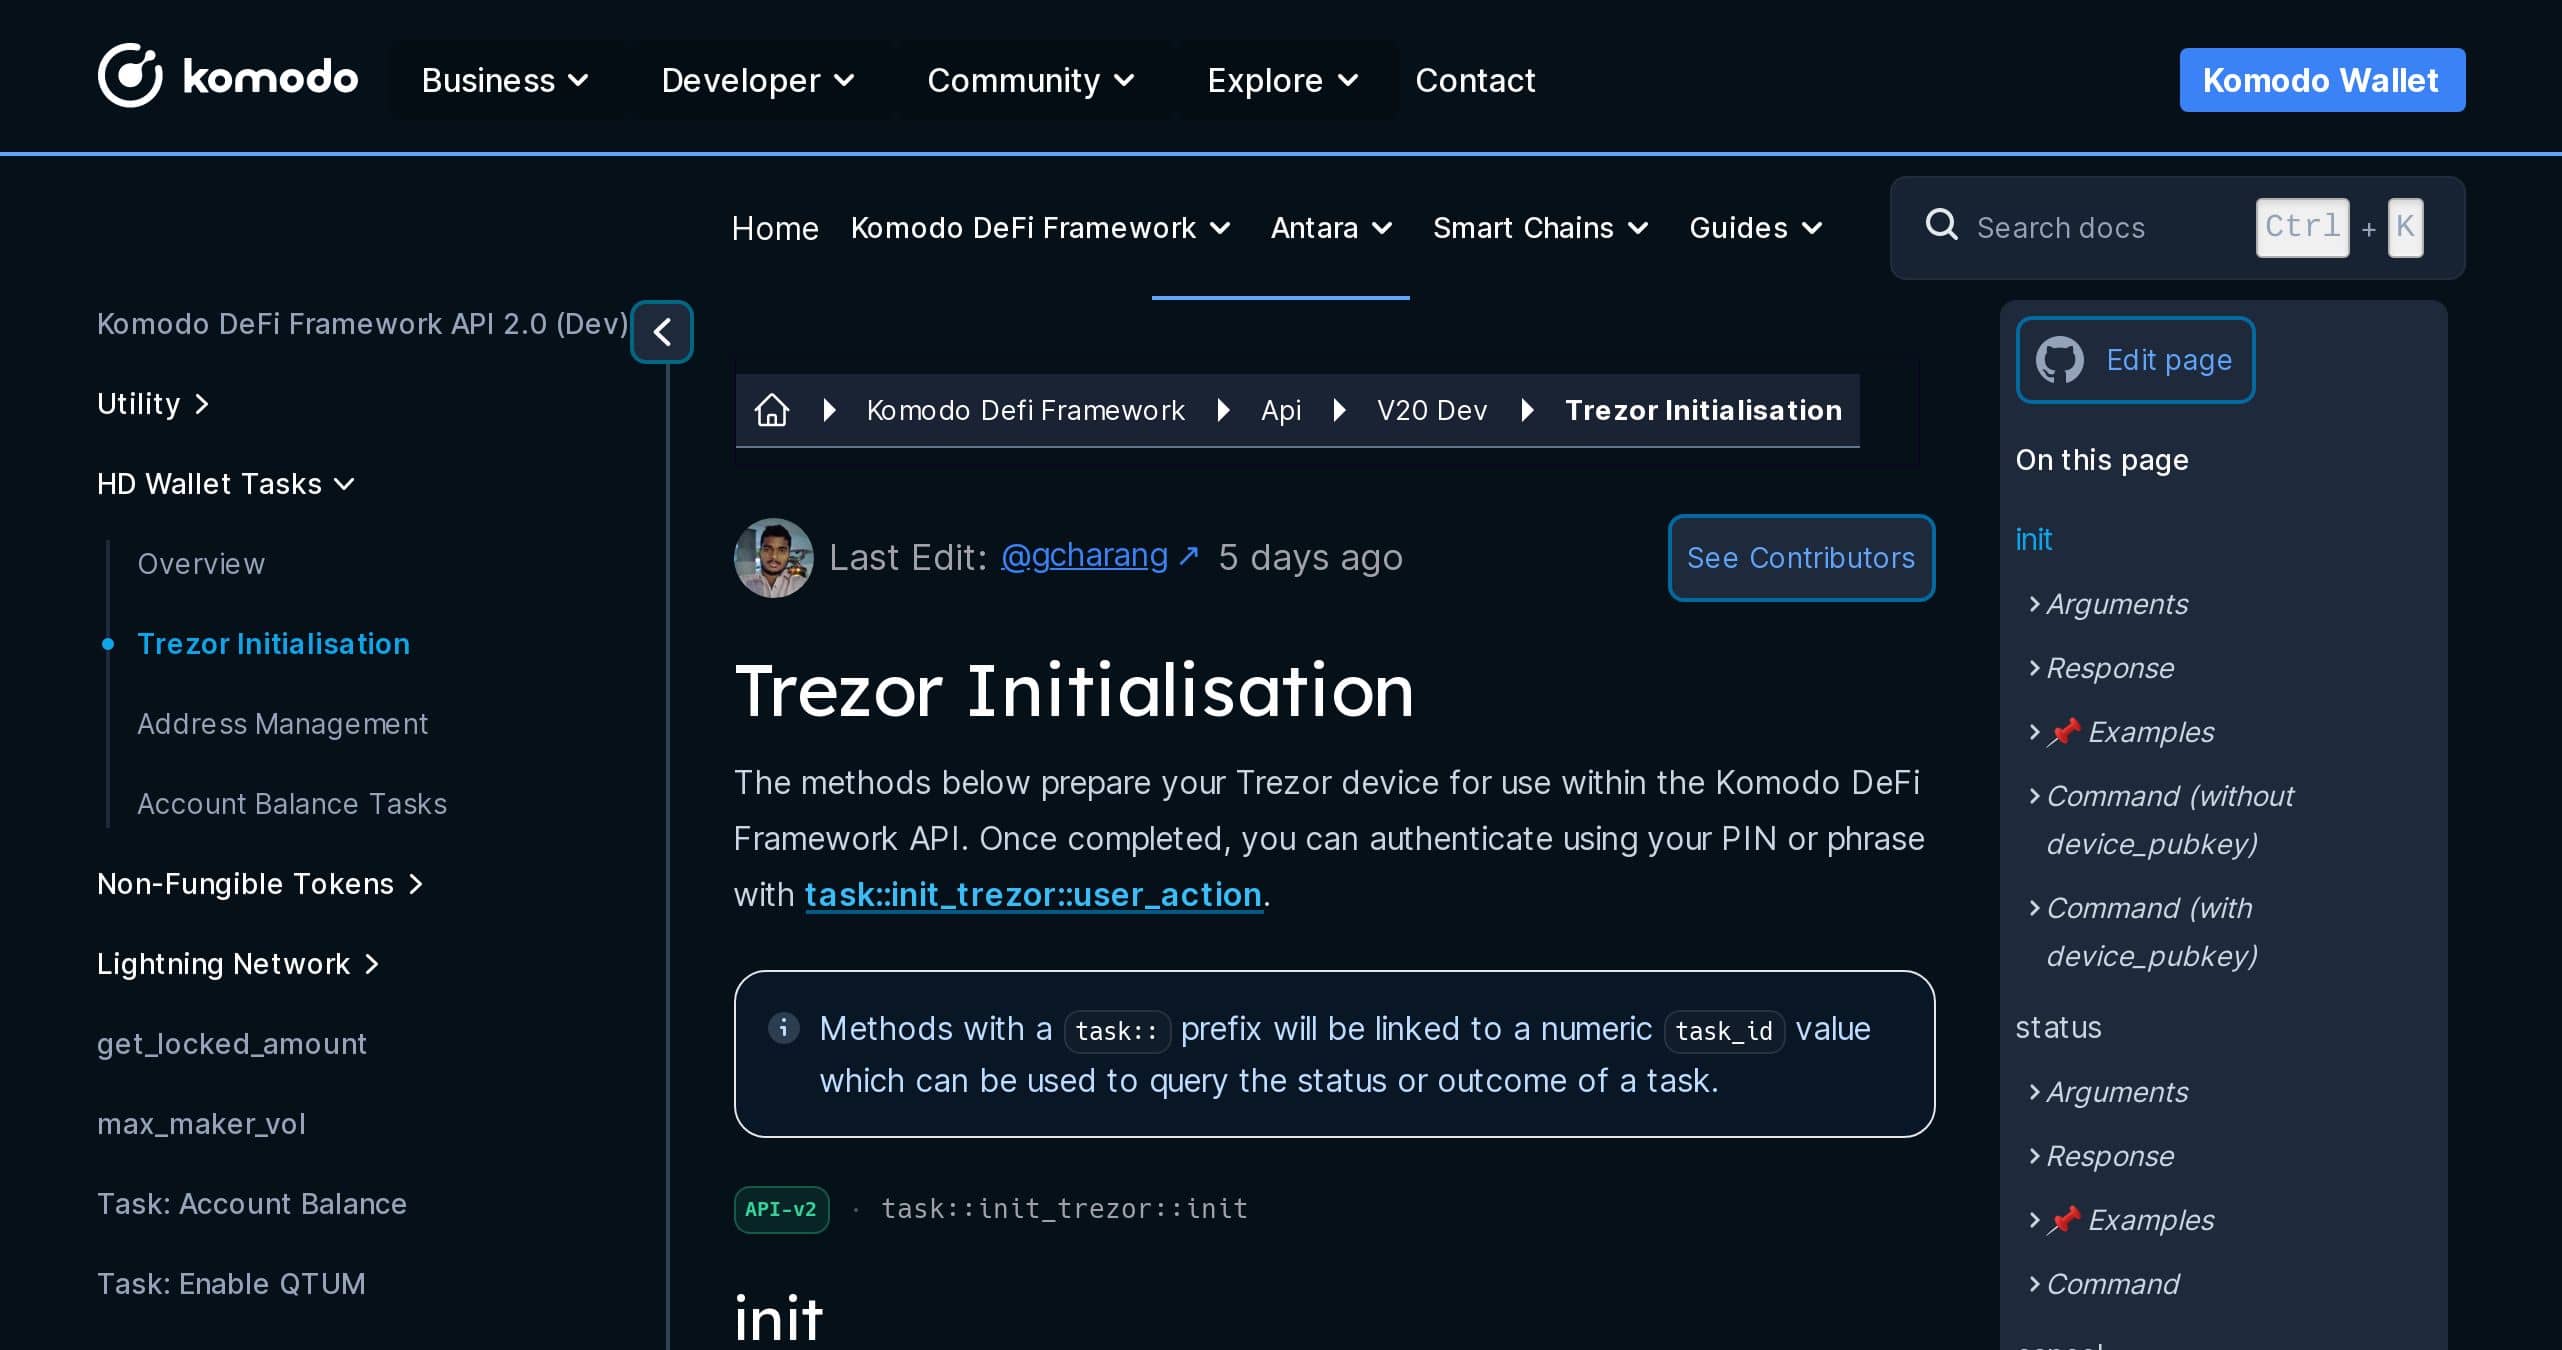 komodo
Business
Developer
Community
Explore
Contact
Komodo Wallet
Home
Komodo DeFi Framework
Antara
Smart Chains
Guides
Search docs
Ctrl + K
Komodo DeFi Framework API 2.0 (Dev)
Utility
HD Wallet Tasks
Overview
Trezor Initialisation
Address Management
Account Balance Tasks
Non-Fungible Tokens
Lightning Network
get_locked_amount
max_maker_vol
Task: Account Balance
Task: Enable QTUM
Komodo Defi Framework
Api
V20 Dev
Trezor Initialisation
Last Edit: @gcharang ↗ 5 days ago
See Contributors
Trezor Initialisation
The methods below prepare your Trezor device for use within the Komodo DeFi
Framework API. Once completed, you can authenticate using your PIN or phrase
with task::init_trezor::user_action.
Methods with a task:: prefix will be linked to a numeric task_id value
which can be used to query the status or outcome of a task.
API-v2 · task::init_trezor::init
init
Edit page
On this page
init
Arguments
Response
📌 Examples
Command (without
device_pubkey)
Command (with
device_pubkey)
status
Arguments
Response
📌 Examples
Command